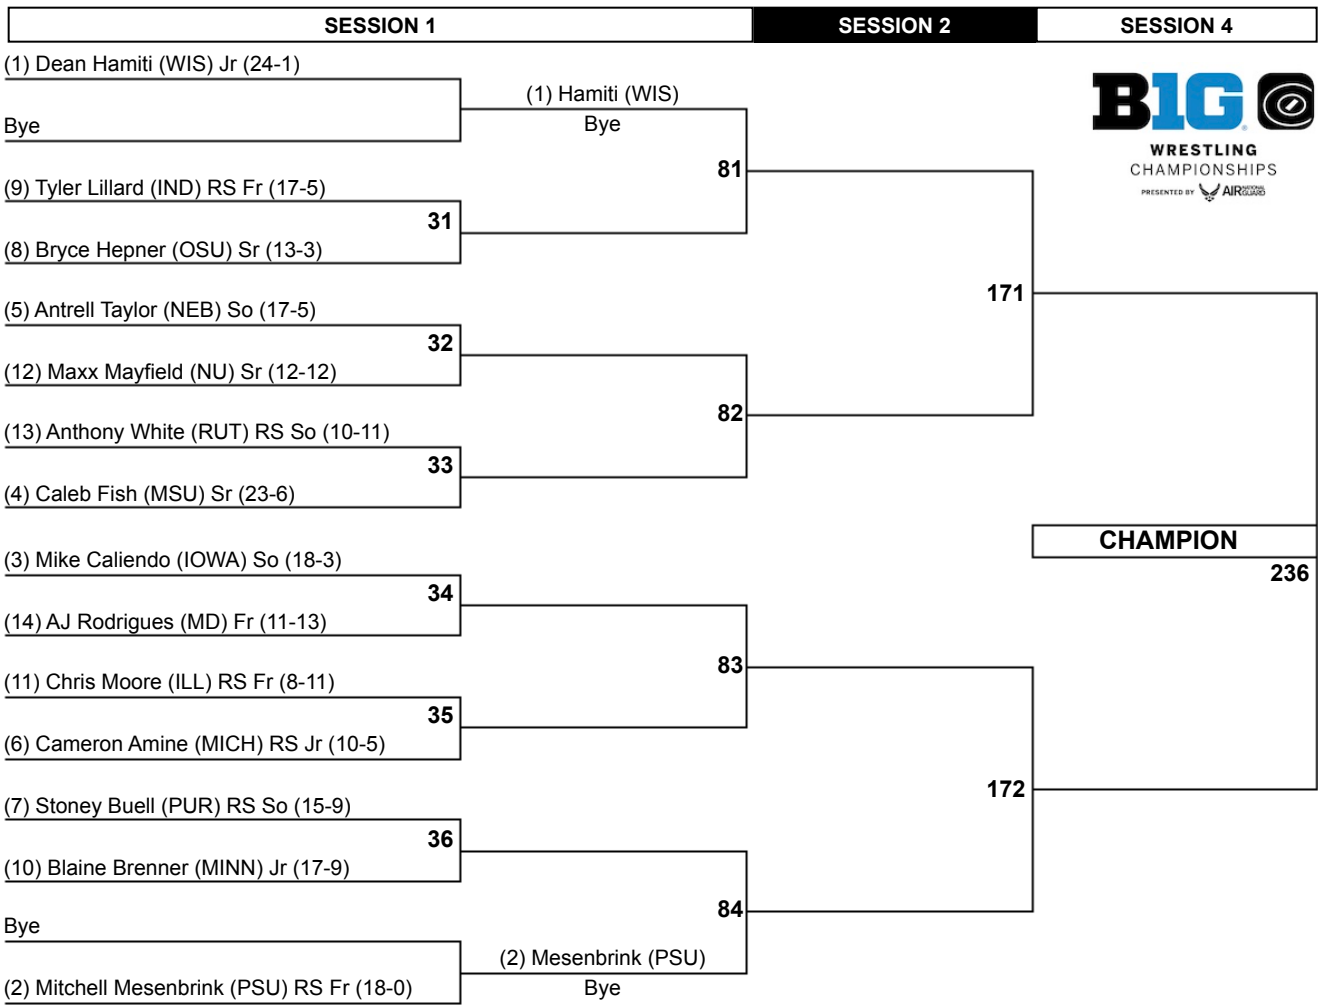 SESSION 1
SESSION 2
SESSION 4
(1) Dean Hamiti (WIS) Jr (24-1)
Bye
(1) Hamiti (WIS)
Bye
(9) Tyler Lillard (IND) RS Fr (17-5)
31
(8) Bryce Hepner (OSU) Sr (13-3)
81
(5) Antrell Taylor (NEB) So (17-5)
32
(12) Maxx Mayfield (NU) Sr (12-12)
82
(13) Anthony White (RUT) RS So (10-11)
33
(4) Caleb Fish (MSU) Sr (23-6)
171
(3) Mike Caliendo (IOWA) So (18-3)
34
(14) AJ Rodrigues (MD) Fr (11-13)
83
(11) Chris Moore (ILL) RS Fr (8-11)
35
(6) Cameron Amine (MICH) RS Jr (10-5)
172
(7) Stoney Buell (PUR) RS So (15-9)
36
(10) Blaine Brenner (MINN) Jr (17-9)
84
Bye
(2) Mitchell Mesenbrink (PSU) RS Fr (18-0)
(2) Mesenbrink (PSU)
Bye
B1G
WRESTLING
CHAMPIONSHIPS
PRESENTED BY AIR NATIONAL GUARD
CHAMPION
236